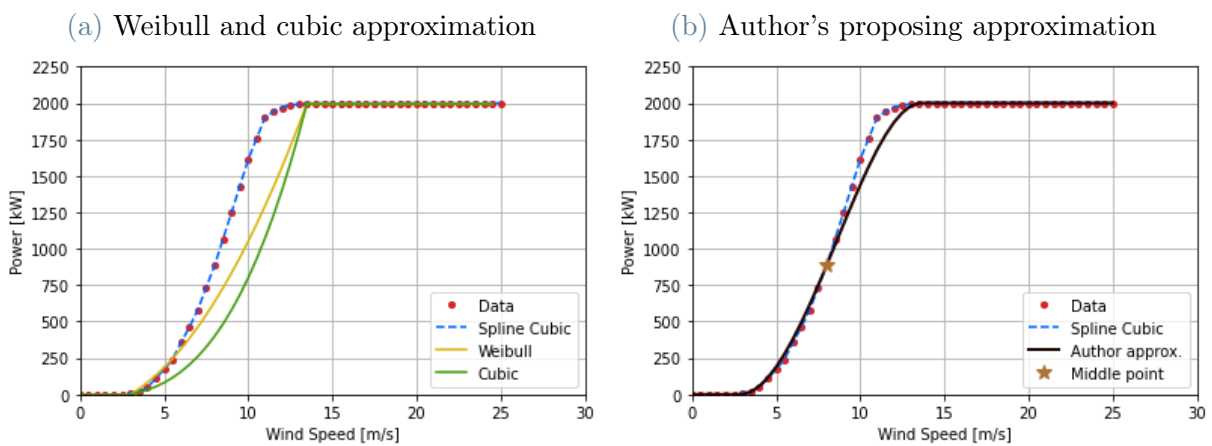 (a) Weibull and cubic approximation
2250
2000
1750
1500
1250
1000
750
500
250
0
Power [kW]
0 5 10 15 20 25 30
Wind Speed [m/s]
Data
Spline Cubic
Weibull
Cubic
(b) Author's proposing approximation
2250
2000
1750
1500
1250
1000
750
500
250
0
Power [kW]
0 5 10 15 20 25 30
Wind Speed [m/s]
Data
Spline Cubic
Author approx.
Middle point